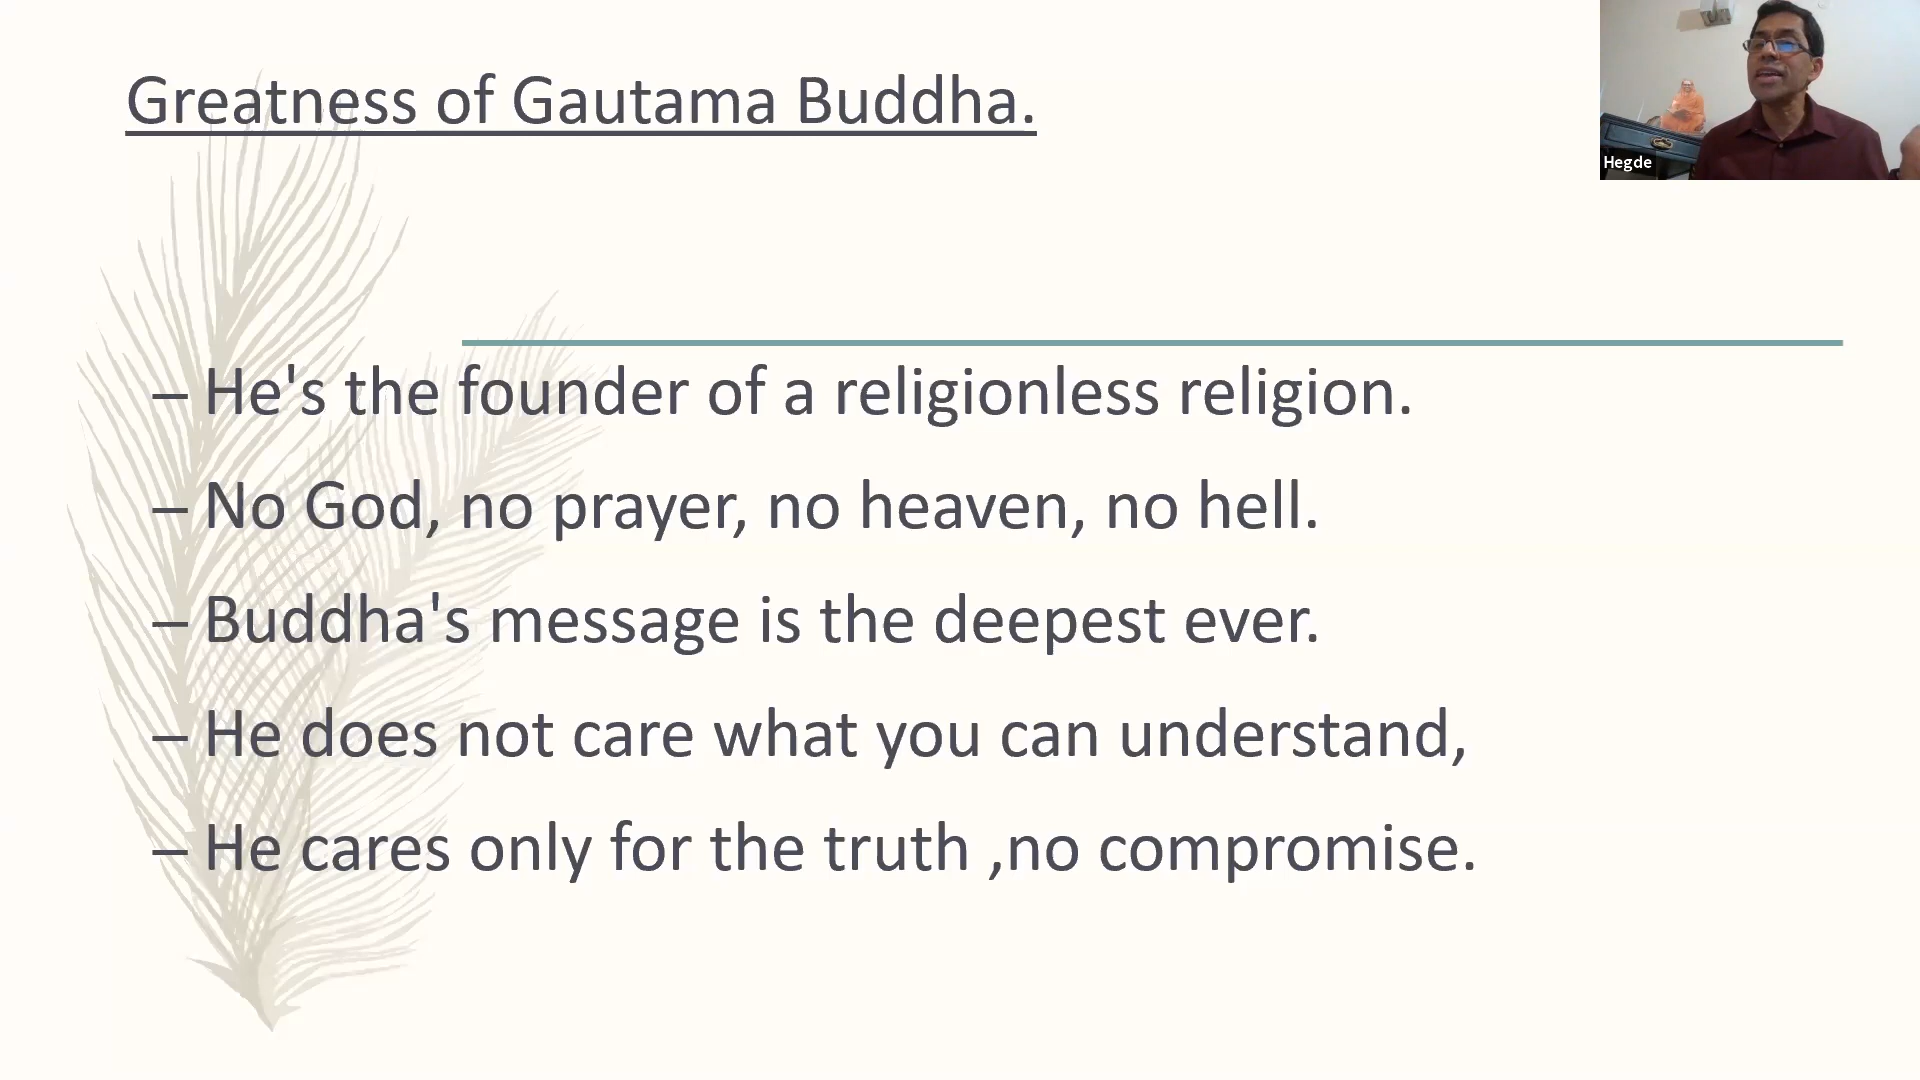 Greatness of Gautama Buddha.
Hegde
– He's the founder of a religionless religion.
– No God, no prayer, no heaven, no hell.
– Buddha's message is the deepest ever.
– He does not care what you can understand,
– He cares only for the truth ,no compromise.